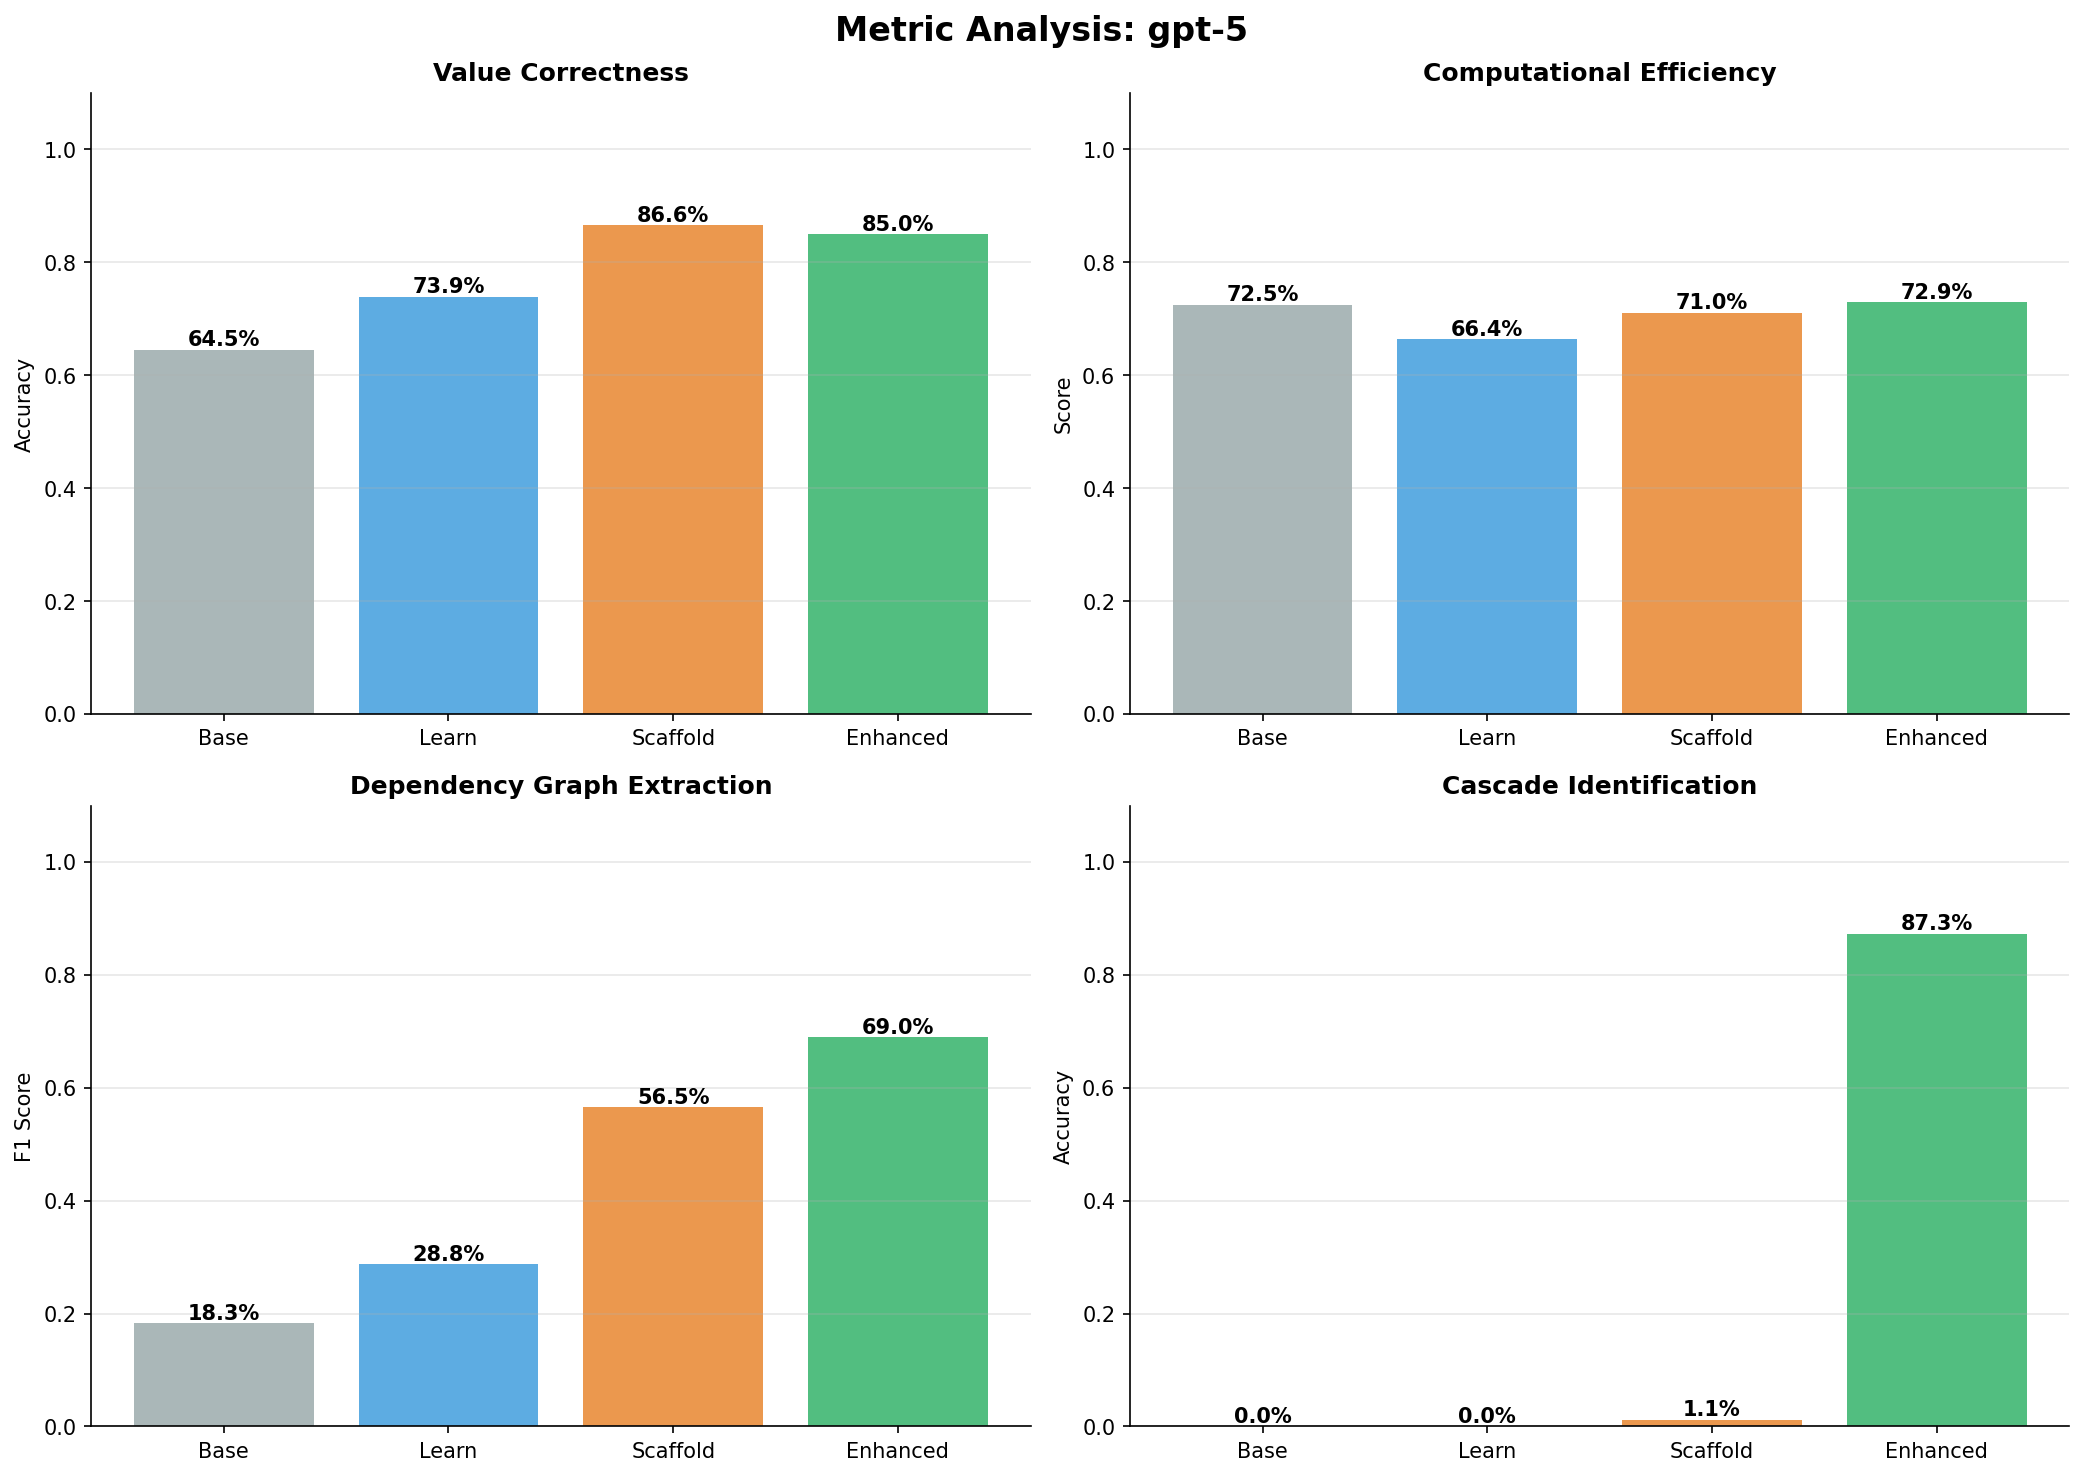 Metric Analysis: gpt-5
Value Correctness
Accuracy
1.0
0.8
0.6
0.4
0.2
0.0
64.5%
73.9%
86.6%
85.0%
Base
Learn
Scaffold
Enhanced
Computational Efficiency
Score
1.0
0.8
0.6
0.4
0.2
0.0
72.5%
66.4%
71.0%
72.9%
Base
Learn
Scaffold
Enhanced
Dependency Graph Extraction
F1 Score
1.0
0.8
0.6
0.4
0.2
0.0
18.3%
28.8%
56.5%
69.0%
Base
Learn
Scaffold
Enhanced
Cascade Identification
Accuracy
1.0
0.8
0.6
0.4
0.2
0.0
0.0%
0.0%
1.1%
87.3%
Base
Learn
Scaffold
Enhanced